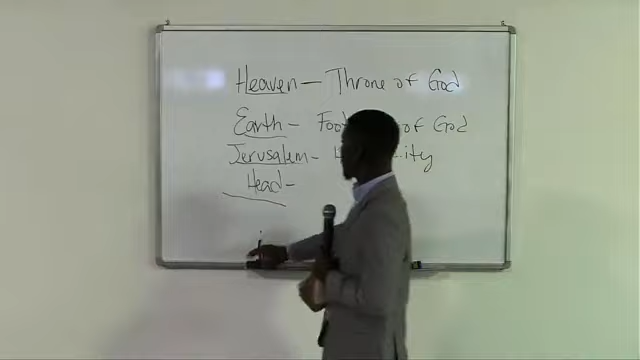 Heaven – Throne of God
Earth – of God
Jerusalem –
Head –